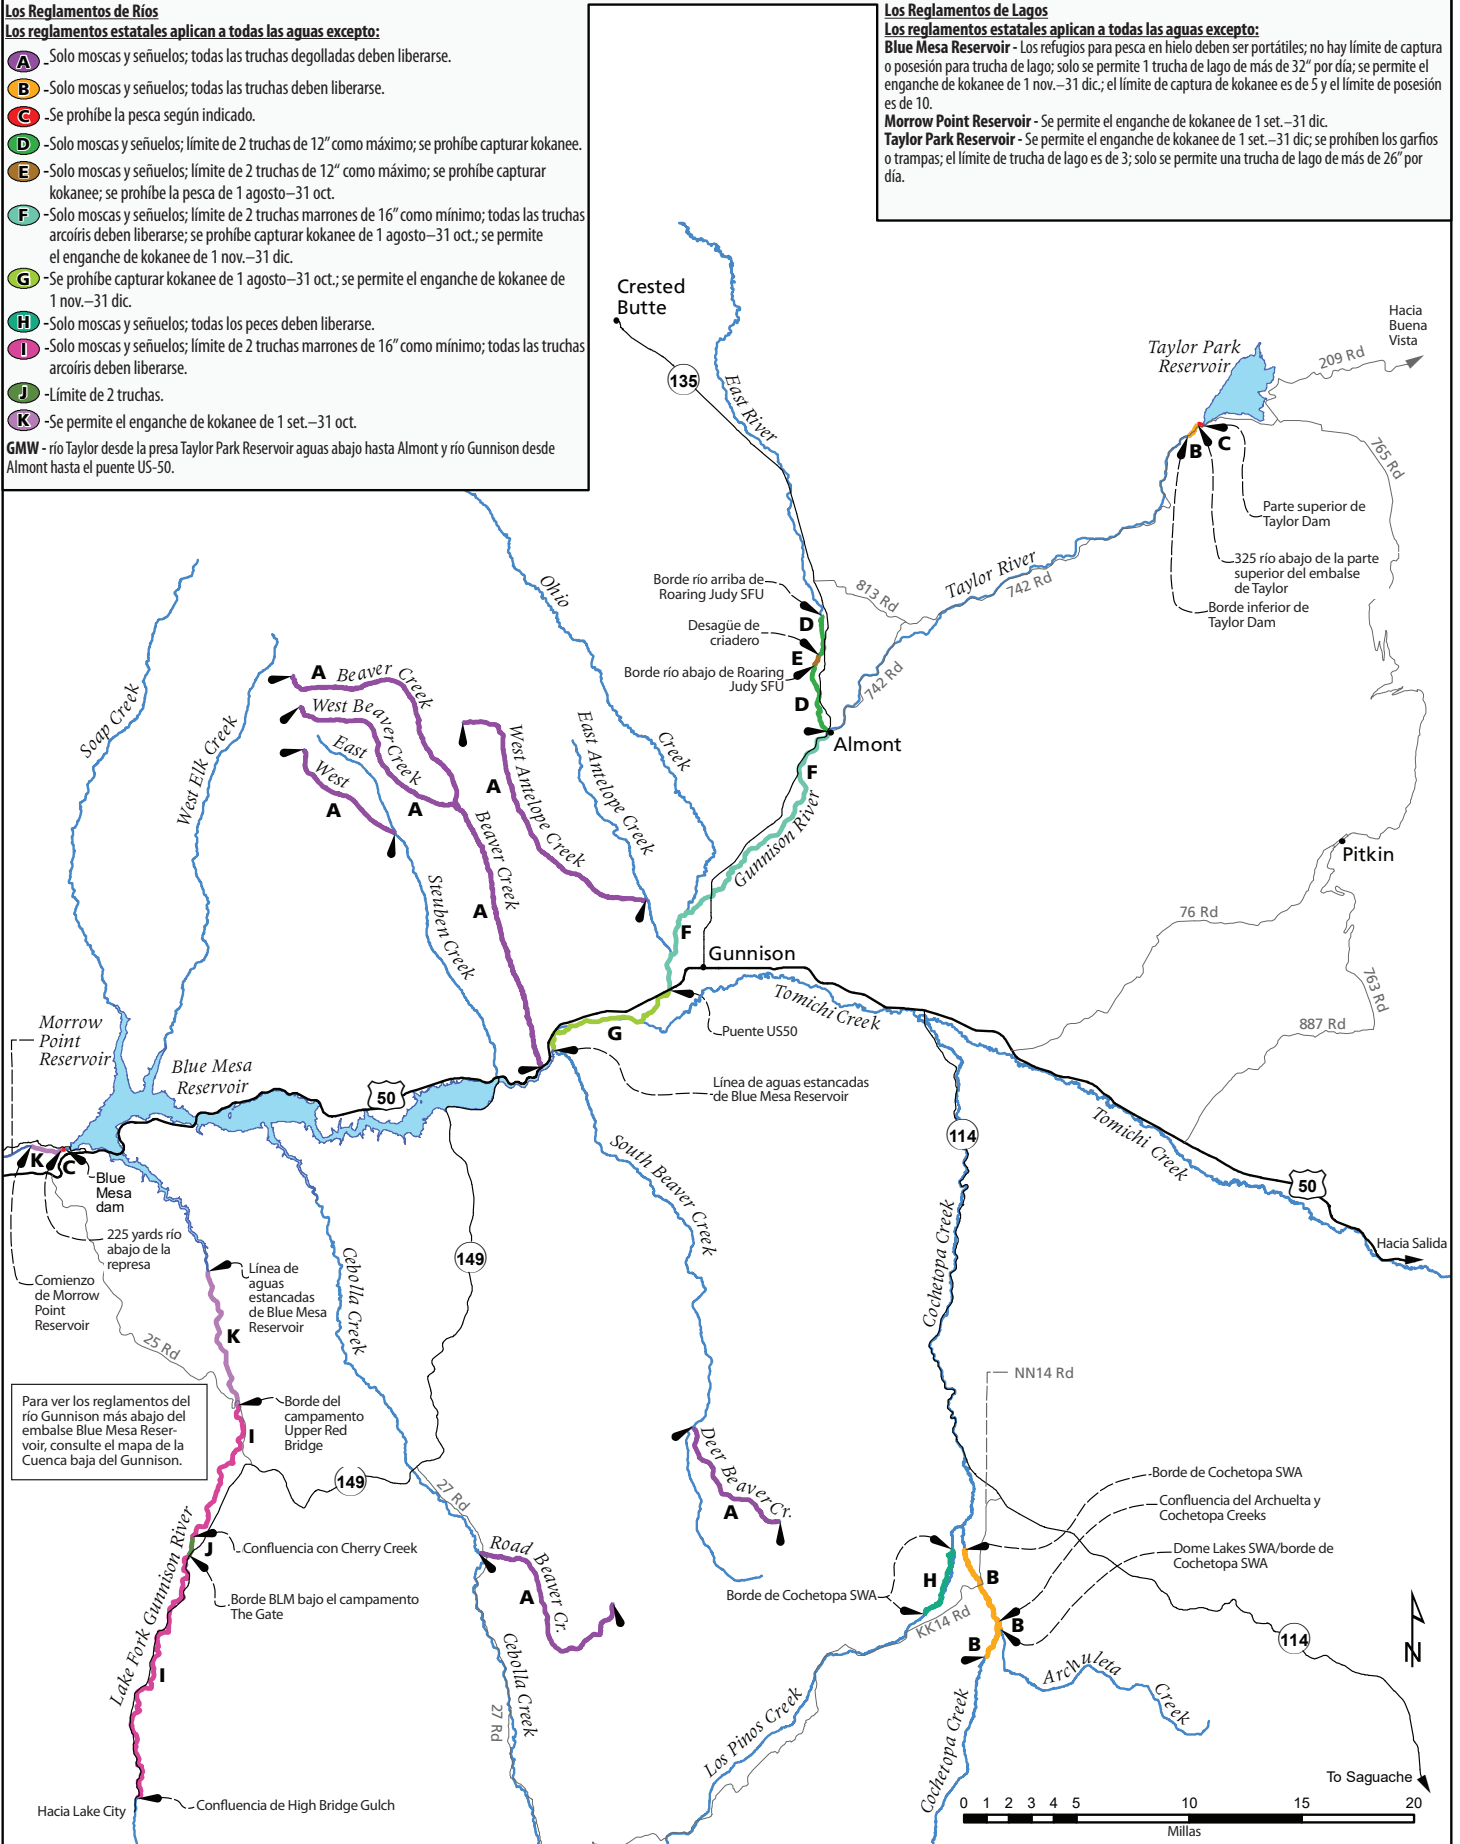 Los Reglamentos de Ríos
Los reglamentos estatales aplican a todas las aguas excepto:
A -Solo moscas y señuelos; todas las truchas degolladas deben liberarse.
B -Solo moscas y señuelos; todas las truchas deben liberarse.
C -Se prohíbe la pesca según indicado.
D -Solo moscas y señuelos; límite de 2 truchas de 12” como máximo; se prohíbe capturar kokanee.
E -Solo moscas y señuelos; límite de 2 truchas de 12“ como máximo; se prohíbe capturar
kokanee; se prohíbe la pesca de 1 agosto–31 oct.
F -Solo moscas y señuelos; límite de 2 truchas marrones de 16” como mínimo; todas las truchas
arcoíris deben liberarse; se prohíbe capturar kokanee de 1 agosto–31 oct.; se permite
el enganche de kokanee de 1 nov.–31 dic.
G -Se prohíbe capturar kokanee de 1 agosto–31 oct.; se permite el enganche de kokanee de
1 nov.–31 dic.
H -Solo moscas y señuelos; todas los peces deben liberarse.
I -Solo moscas y señuelos; límite de 2 truchas marrones de 16” como mínimo; todas las truchas
arcoíris deben liberarse.
J -Límite de 2 truchas.
K -Se permite el enganche de kokanee de 1 set.–31 oct.
GMW - río Taylor desde la presa Taylor Park Reservoir aguas abajo hasta Almont y río Gunnison desde
Almont hasta el puente US-50.
Los Reglamentos de Lagos
Los reglamentos estatales aplican a todas las aguas excepto:
Blue Mesa Reservoir - Los refugios para pesca en hielo deben ser portátiles; no hay límite de captura
o posesión para trucha de lago; solo se permite 1 trucha de lago de más de 32“ por día; se permite el
enganche de kokanee de 1 nov.–31 dic.; el límite de captura de kokanee es de 5 y el límite de posesión
es de 10.
Morrow Point Reservoir - Se permite el enganche de kokanee de 1 set.–31 dic.
Taylor Park Reservoir - Se permite el enganche de kokanee de 1 set.–31 dic; se prohíben los garfios
o trampas; el límite de trucha de lago es de 3; solo se permite una trucha de lago de más de 26” por
día.
Crested
Butte
135
East River
Taylor Park
Reservoir
209 Rd
Hacia
Buena
Vista
765 Rd
B
C
Parte superior de
Taylor Dam
325 río abajo de la parte
superior del embalse
de Taylor
Borde inferior de
Taylor Dam
Taylor River
742 Rd
813 Rd
742 Rd
Borde río arriba de
Roaring Judy SFU
Desagüe de
criadero
Borde río abajo de Roaring
Judy SFU
D
E
D
Almont
F
Gunnison River
F
Ohio
Creek
Soap Creek
West Elk Creek
A
Beaver Creek
West Beaver Creek
A
East
West
A
Steuben Creek
Beaver Creek
A
West Antelope Creek
A
East Antelope Creek
Pitkin
76 Rd
763 Rd
887 Rd
Gunnison
Tomichi Creek
Puente US50
G
Línea de aguas estancadas
de Blue Mesa Reservoir
Morrow
Point
Reservoir
Blue Mesa
Reservoir
50
K
C
Blue
Mesa
dam
225 yards río
abajo de la
represa
Comienzo
de Morrow
Point
Reservoir
25 Rd
Línea de
aguas
estancadas
de Blue Mesa
Reservoir
K
Cebolla Creek
149
South Beaver Creek
114
Cochetopa Creek
Tomichi Creek
50
Hacia Salida
Para ver los reglamentos del
río Gunnison más abajo del
embalse Blue Mesa Reser-
voir, consulte el mapa de la
Cuenca baja del Gunnison.
Borde del
campamento
Upper Red
Bridge
I
149
27 Rd
NN14 Rd
Deer Beaver Cr.
A
Lake Fork Gunnison River
J
Confluencia con Cherry Creek
Borde BLM bajo el campamento
The Gate
I
Road Beaver Cr.
A
Cebolla Creek
27 Rd
Borde de Cochetopa SWA
Confluencia del Archuelta y
Cochetopa Creeks
Dome Lakes SWA/borde de
Cochetopa SWA
Borde de Cochetopa SWA
H
B
B
B
KK14 Rd
114
Archuleta
Creek
Los Pinos Creek
Cochetopa Creek
N
To Saguache
Hacia Lake City
Confluencia de High Bridge Gulch
0 1 2 3 4 5 10 15 20
Millas